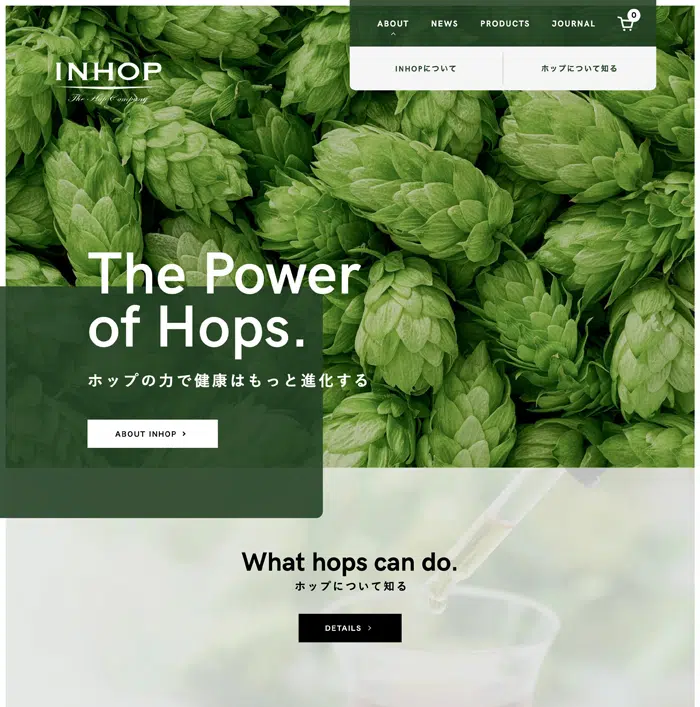 ABOUT NEWS PRODUCTS JOURNAL 0
INHOPについて ホップについて知る
INHOP
The Hop Company
The Power
of Hops.
ホップの力で健康はもっと進化する
ABOUT INHOP >
What hops can do.
ホップについて知る
DETAILS >